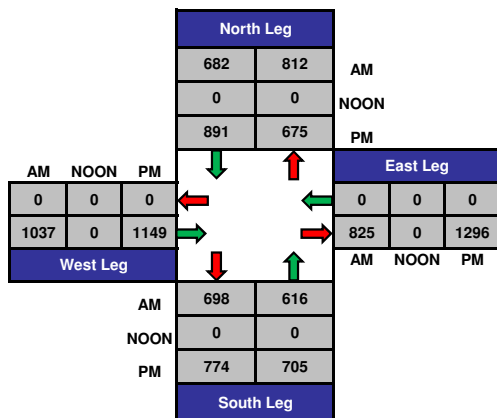 North Leg
682 812 AM
0 0 NOON
891 675 PM
AM NOON PM East Leg
0 0 0 0 0 0
1037 0 1149 825 0 1296
West Leg AM NOON PM
AM 698 616
NOON 0 0
PM 774 705
South Leg